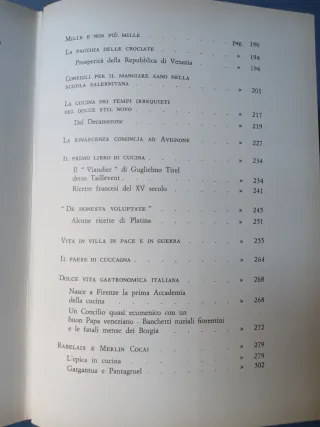 Mille e non più mille . . . . . . pag. 190
La pacchia delle crociate . . . . . » 194
Prosperità della Repubblica di Venezia . . » 194
Consigli per il mangiare sano nella
scuola salernitana . . . . . . » 201
La cucina dei tempi irrequieti
del dolce stil novo . . . . . . » 217
Dal Decamerone . . . . . . » 219
La rinascenza comincia ad Avignone . . » 227
Il primo libro di cucina . . . . . » 234
Il " Viandier " di Guglielmo Tirel
detto Taillevent . . . . . . » 234
Ricette francesi del XV secolo . . . » 241
" De honesta voluptate " . . . . . » 245
Alcune ricette di Platina . . . . » 251
Vita in villa in pace e in guerra . . . » 255
Il paese di cuccagna . . . . . . » 264
Dolce vita gastronomica italiana . . . » 268
Nasce a Firenze la prima Accademia
della cucina . . . . . . . » 268
Un Concilio quasi ecumenico con un
buon Papa veneziano - Banchetti nuziali fiorentini
e le fatali mense dei Borgia . . . . » 272
Rabelais e Merlin Cocai . . . . . » 279
L'epica in cucina . . . . . . » 279
Gargantua e Pantagruel . . . . . » 302